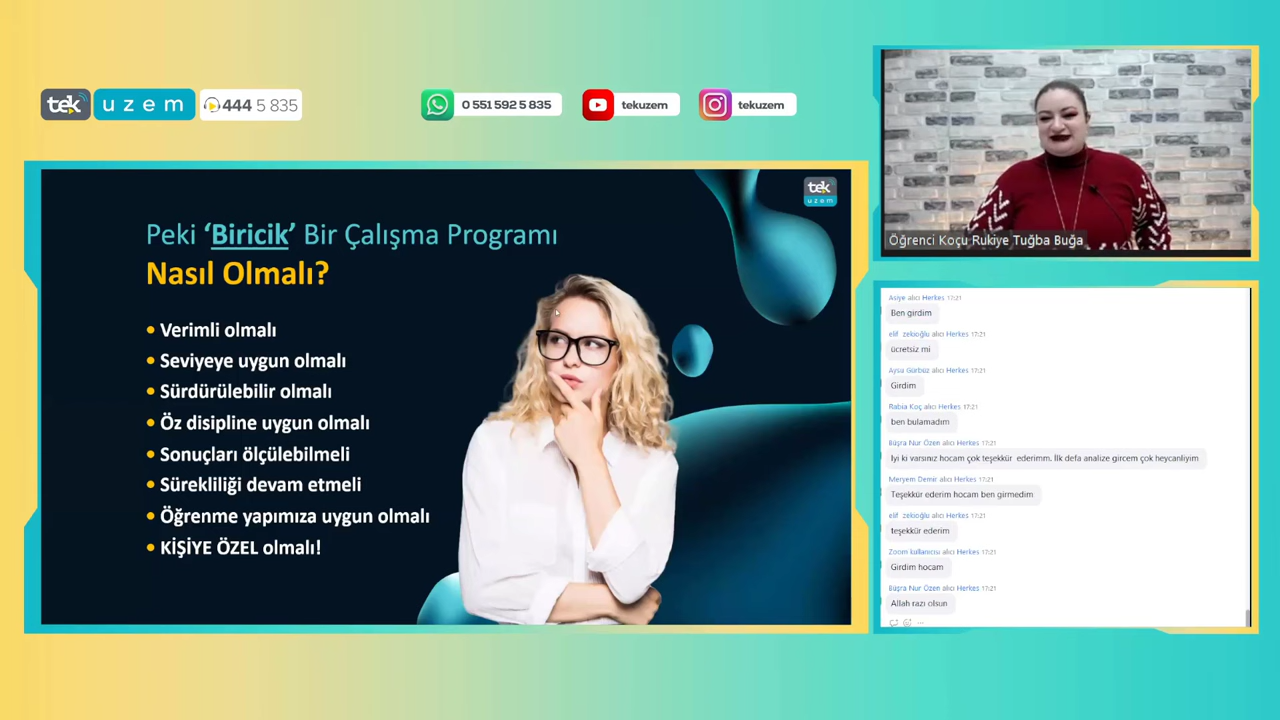 tek uzem 444 5 835
0 551 592 5 835
tekuzem
tekuzem
tek
uzem
Peki ‘Biricik’ Bir Çalışma Programı
Nasıl Olmalı?
• Verimli olmalı
• Seviyeye uygun olmalı
• Sürdürülebilir olmalı
• Öz disipline uygun olmalı
• Sonuçları ölçülebilmeli
• Sürekliliği devam etmeli
• Öğrenme yapımıza uygun olmalı
• KİŞİYE ÖZEL olmalı!
Öğrenci Koçu Rukiye Tuğba Buğa
Asiye alıcı Herkes 17:21
Ben girdim
elif zekioğlu alıcı Herkes 17:21
ücretsiz mi
Aysu Gürbüz alıcı Herkes 17:21
Girdim
Rabia Koç alıcı Herkes 17:21
ben bulamadım
Büşra Nur Özen alıcı Herkes 17:21
Iyi ki varsınız hocam çok teşekkür ederimm. İlk defa analize gircem çok heycanliyim
Meryem Demir alıcı Herkes 17:21
Teşekkür ederim hocam ben girmedim
elif zekioğlu alıcı Herkes 17:21
teşekkür ederim
Zoom kullanıcısı alıcı Herkes 17:21
Girdim hocam
Büşra Nur Özen alıcı Herkes 17:21
Allah razı olsun